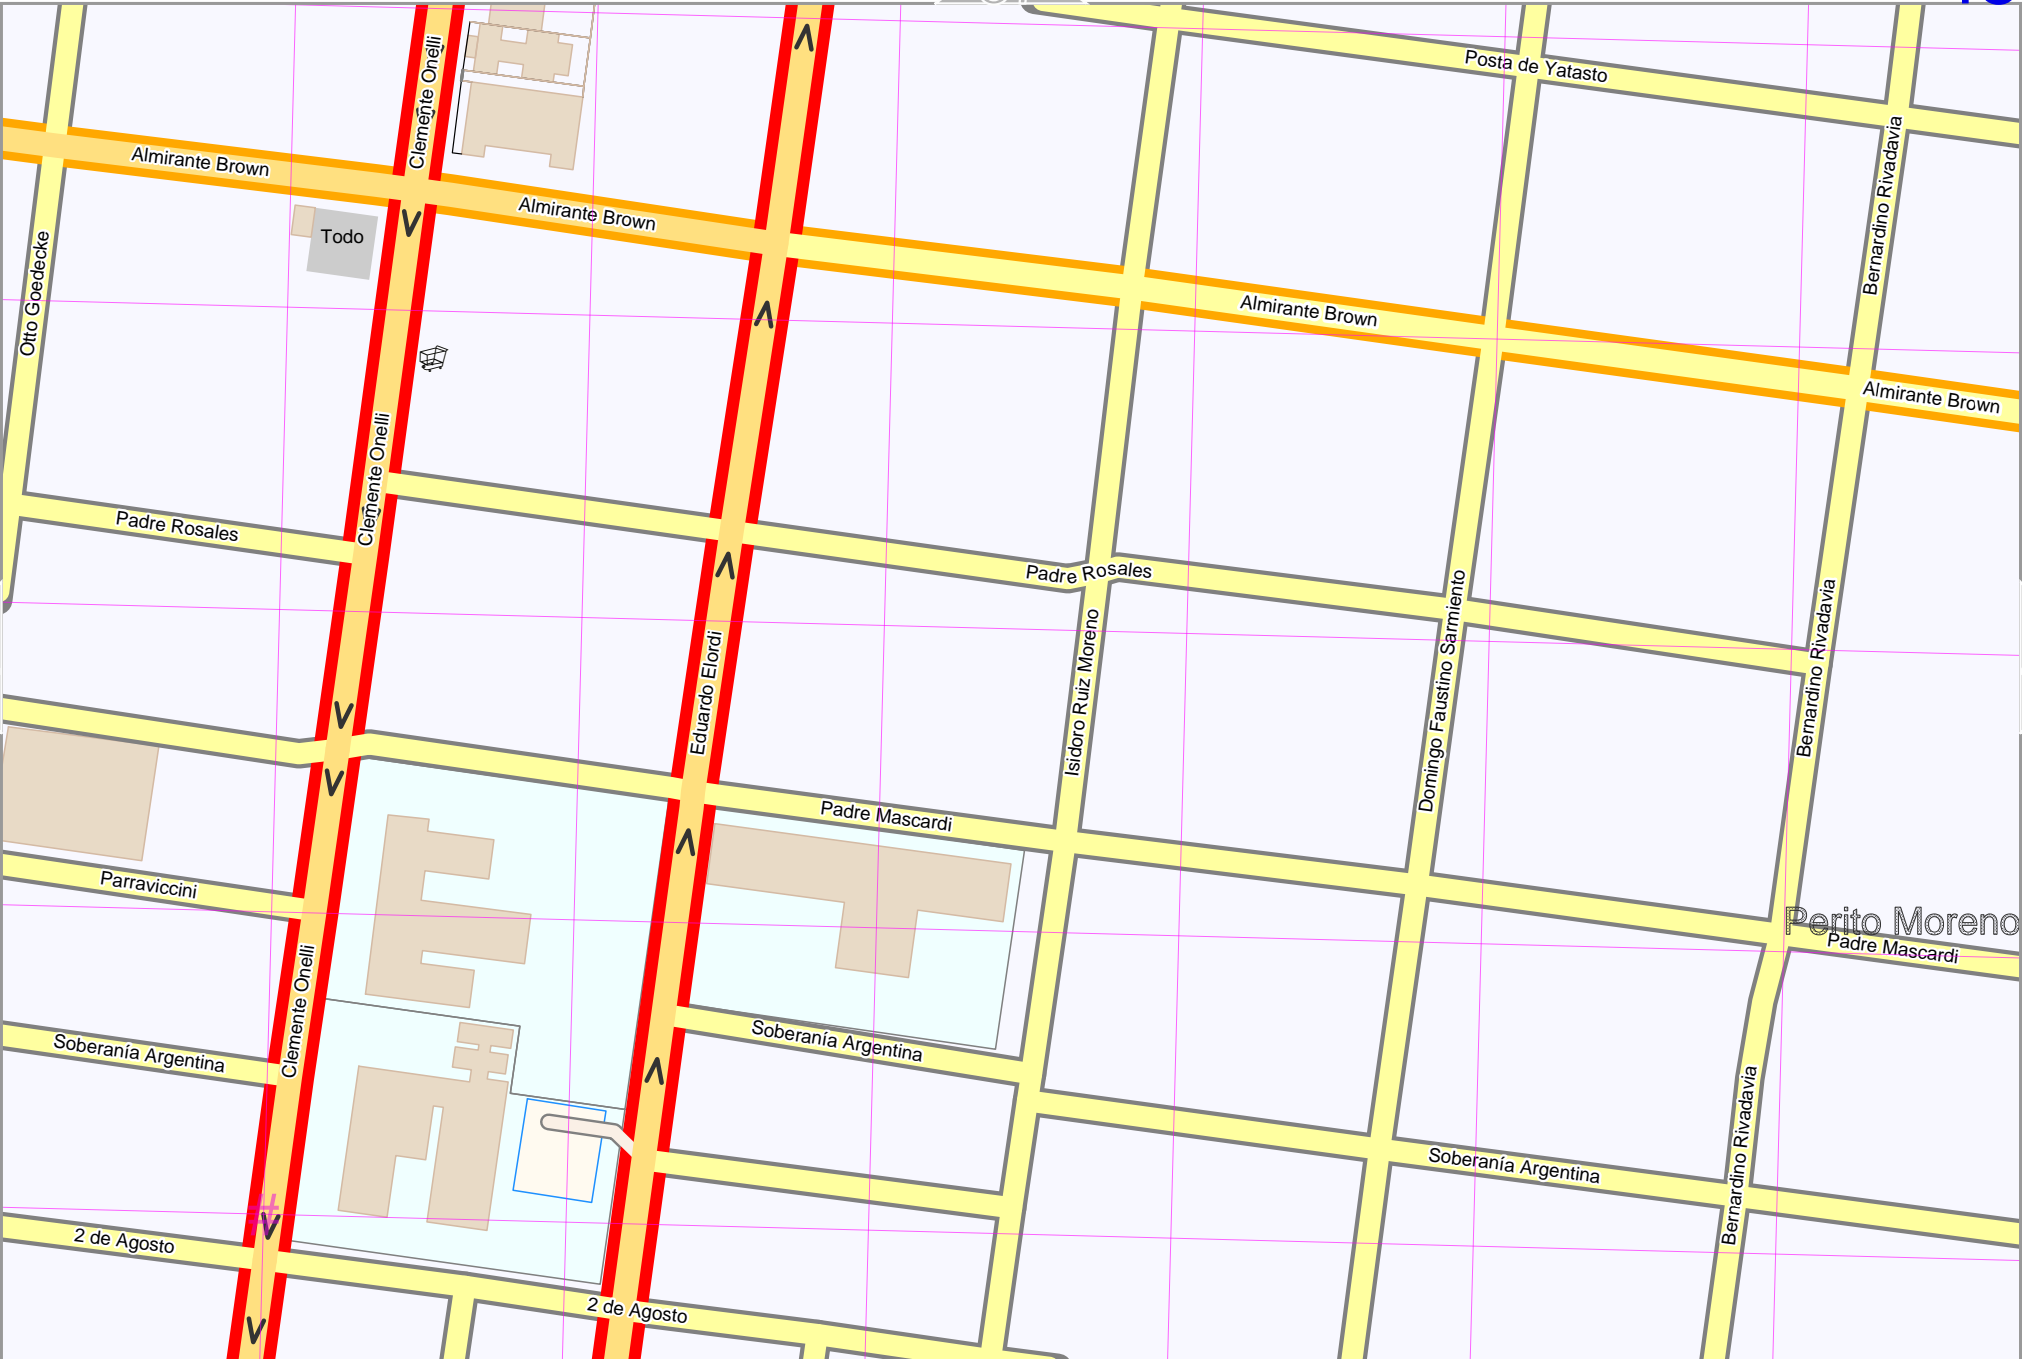 Clemente Onelli
Posta de Yatasto
Almirante Brown
Almirante Brown
Bernardino Rivadavia
Todo
Otto Goedecke
Almirante Brown
Almirante Brown
Clemente Onelli
Padre Rosales
Padre Rosales
Eduardo Elordi
Isidoro Ruiz Moreno
Domingo Faustino Sarmiento
Bernardino Rivadavia
Padre Mascardi
Parraviccini
Perito Moreno
Padre Mascardi
Clemente Onelli
Soberanía Argentina
Soberanía Argentina
Bernardino Rivadavia
Soberanía Argentina
2 de Agosto
2 de Agosto